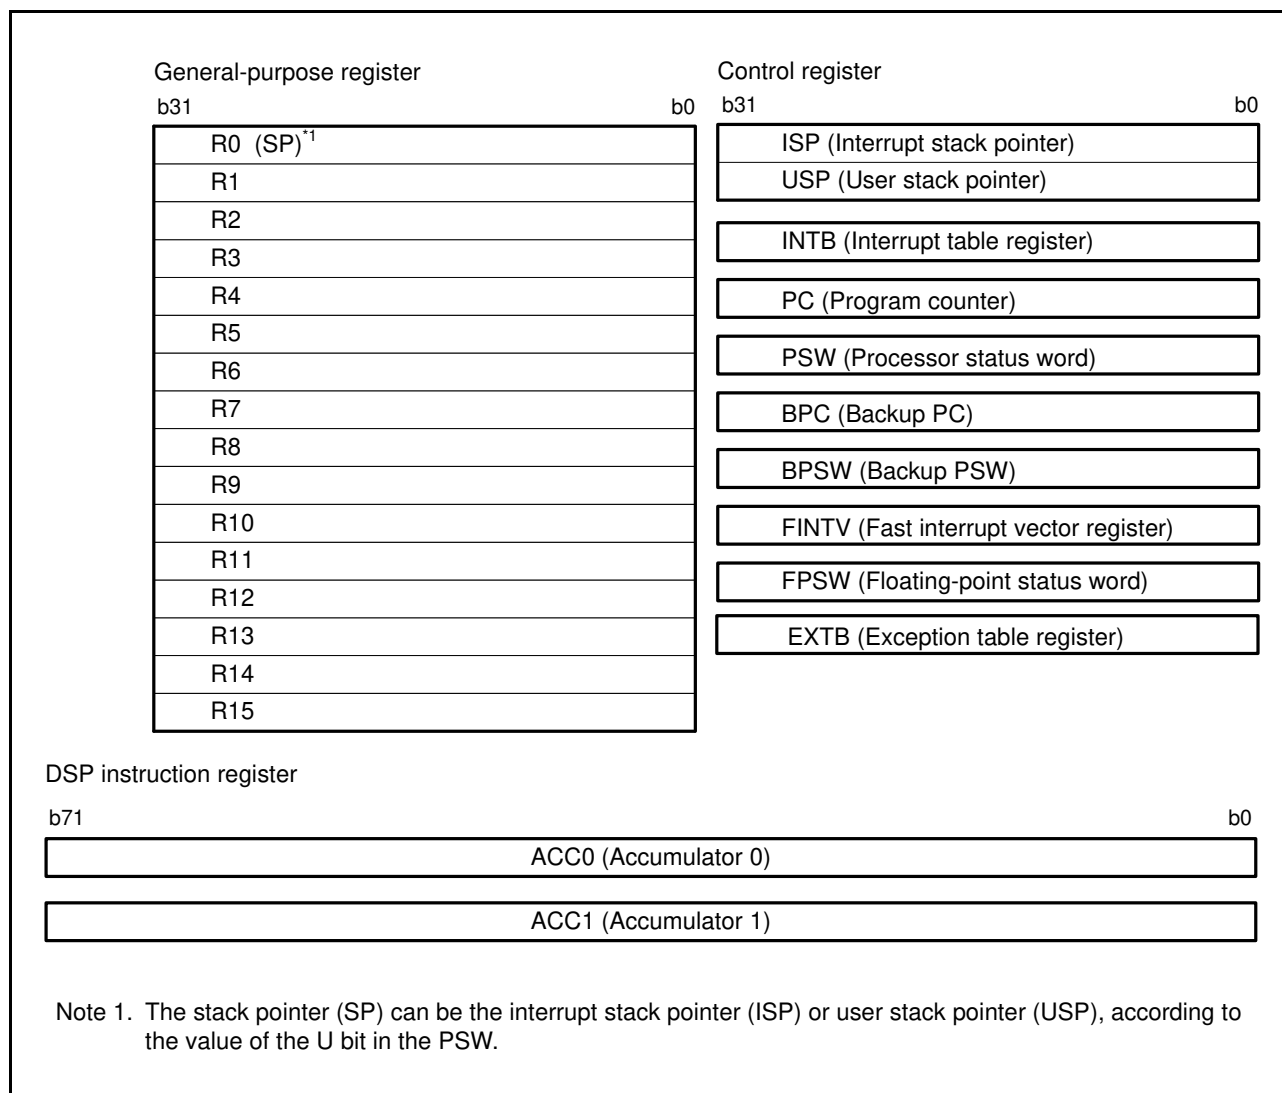 General-purpose register
b31 b0
R0 (SP)*1
R1
R2
R3
R4
R5
R6
R7
R8
R9
R10
R11
R12
R13
R14
R15
Control register
b31 b0
ISP (Interrupt stack pointer)
USP (User stack pointer)
INTB (Interrupt table register)
PC (Program counter)
PSW (Processor status word)
BPC (Backup PC)
BPSW (Backup PSW)
FINTV (Fast interrupt vector register)
FPSW (Floating-point status word)
EXTB (Exception table register)
DSP instruction register
b71 b0
ACC0 (Accumulator 0)
ACC1 (Accumulator 1)
Note 1. The stack pointer (SP) can be the interrupt stack pointer (ISP) or user stack pointer (USP), according to
the value of the U bit in the PSW.